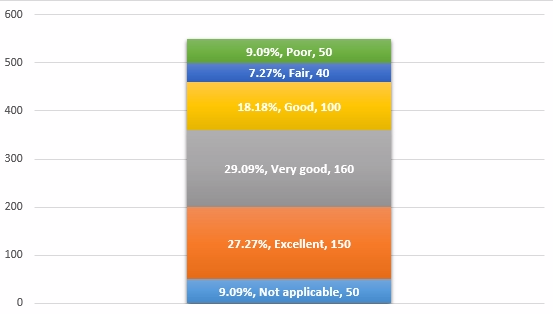 600
9.09%, Poor, 50
500
7.27%, Fair, 40
400
18.18%, Good, 100
300
29.09%, Very good, 160
200
27.27%, Excellent, 150
100
9.09%, Not applicable, 50
0